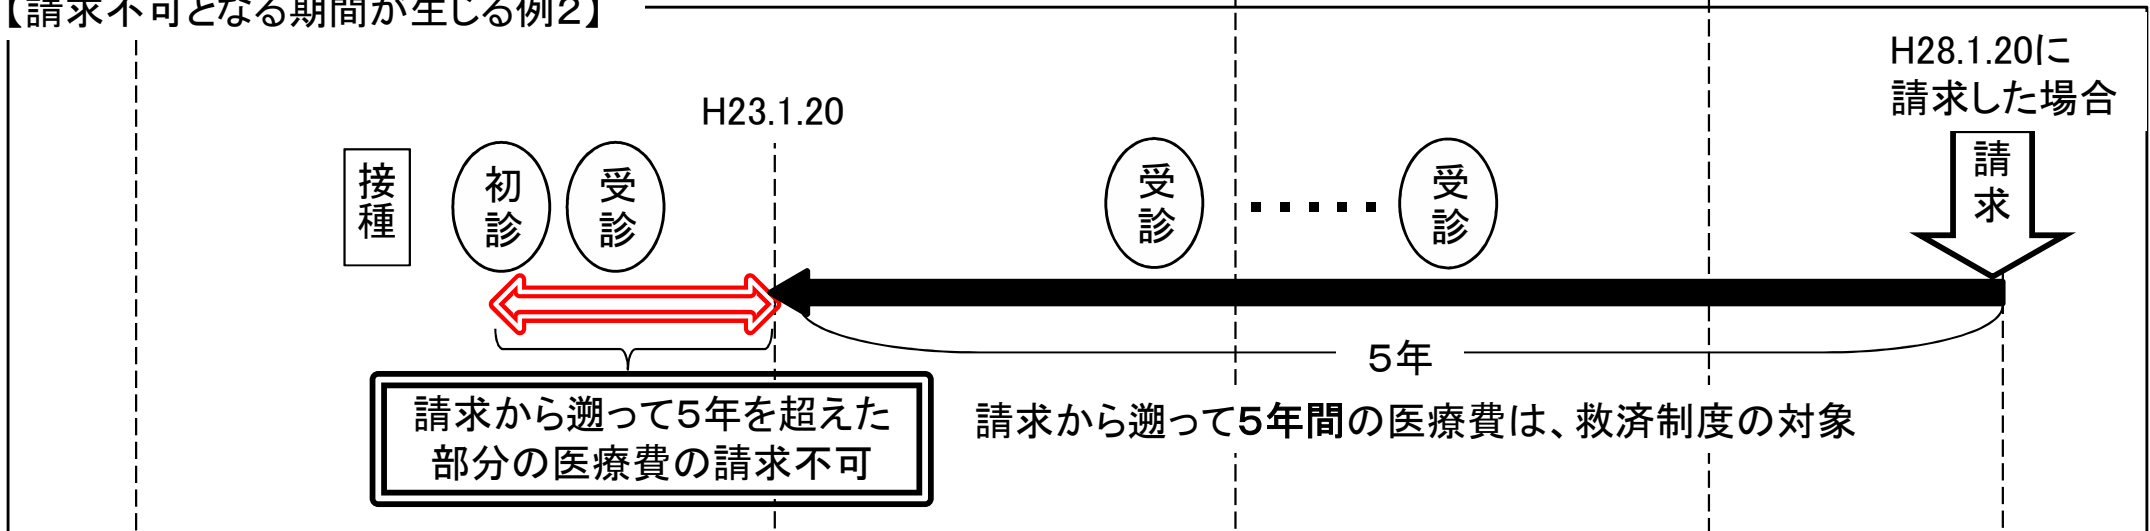 【請求不可となる期間が生じる例２】
H28.1.20に
請求した場合
H23.1.20
接種
初診
受診
受診
・・・・・
受診
請求
５年
請求から遡って５年を超えた
部分の医療費の請求不可
請求から遡って５年間の医療費は、救済制度の対象